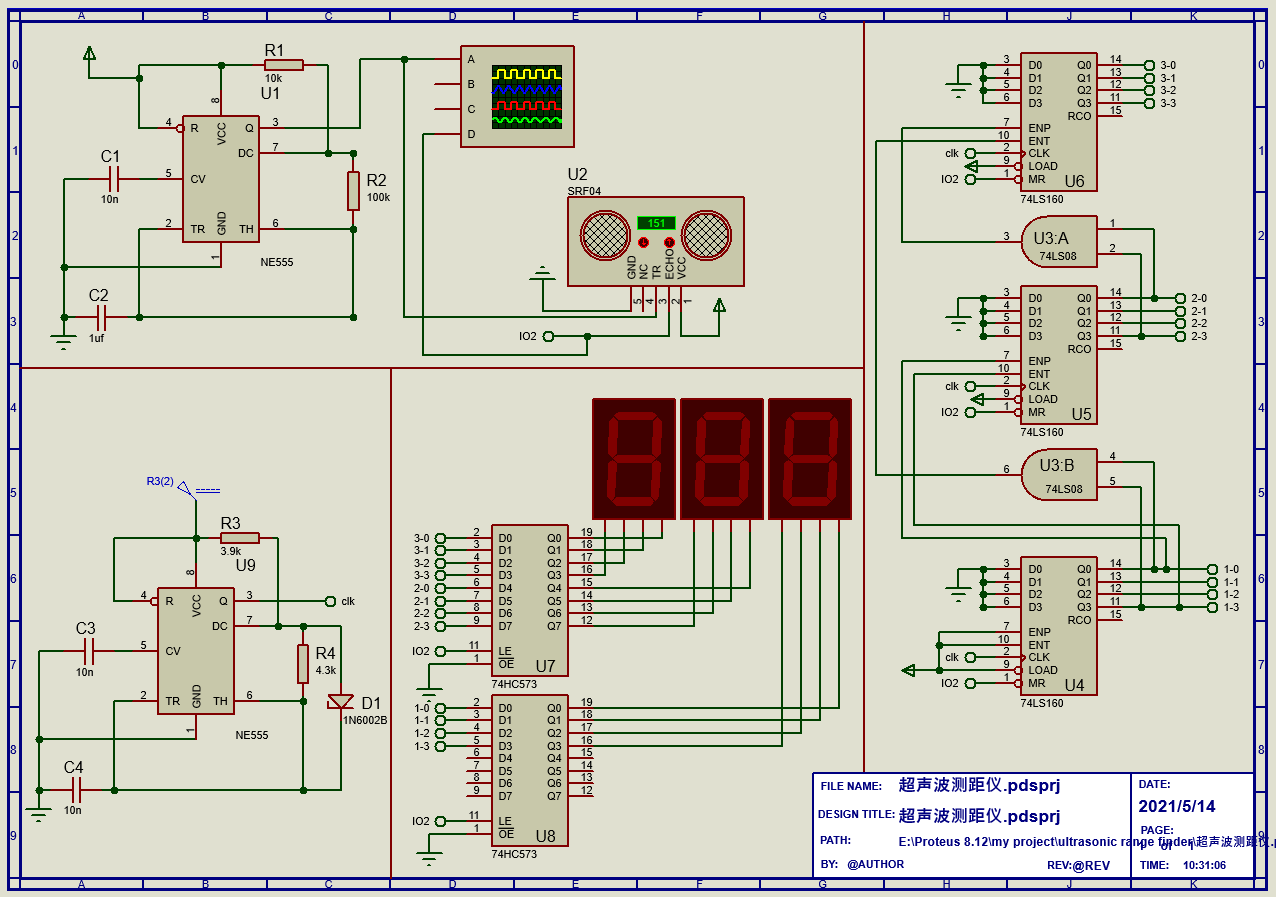 A B C D E F G H J K
0 0
1 1
2 2
3 3
4 4
5 5
6 6
7 7
8 8
9 9
A B C D E F G H J K
R1
10k
U1
4 R VCC 8 Q 3
DC 7
5 CV
2 TR GND 1 TH 6
NE555
C1
10n
R2
100k
C2
1uf
A
B
C
D
U2
SRF04
151
GND NC TR ECHO VCC
5 4 3 2 1
IO2
R3(2)
R3
3.9k
U9
4 R VCC 8 Q 3 clk
DC 7
5 CV
2 TR GND 1 TH 6
NE555
C3
10n
R4
4.3k
D1
1N6002B
C4
10n
3-0 2 D0 Q0 19
3-1 3 D1 Q1 18
3-2 4 D2 Q2 17
3-3 5 D3 Q3 16
2-0 6 D4 Q4 15
2-1 7 D5 Q5 14
2-2 8 D6 Q6 13
2-3 9 D7 Q7 12
IO2 11 LE
1 OE U7
74HC573
1-0 2 D0 Q0 19
1-1 3 D1 Q1 18
1-2 4 D2 Q2 17
1-3 5 D3 Q3 16
6 D4 Q4 15
7 D5 Q5 14
8 D6 Q6 13
9 D7 Q7 12
IO2 11 LE
1 OE U8
74HC573
3 D0 Q0 14 3-0
4 D1 Q1 13 3-1
5 D2 Q2 12 3-2
6 D3 Q3 11 3-3
RCO 15
7 ENP
10 ENT
clk 2 CLK
9 LOAD
IO2 1 MR U6
74LS160
3 U3:A 1
74LS08 2
3 D0 Q0 14 2-0
4 D1 Q1 13 2-1
5 D2 Q2 12 2-2
6 D3 Q3 11 2-3
RCO 15
7 ENP
10 ENT
clk 2 CLK
9 LOAD
IO2 1 MR U5
74LS160
6 U3:B 4
74LS08 5
3 D0 Q0 14 1-0
4 D1 Q1 13 1-1
5 D2 Q2 12 1-2
6 D3 Q3 11 1-3
RCO 15
7 ENP
10 ENT
clk 2 CLK
9 LOAD
IO2 1 MR U4
74LS160
FILE NAME: 超声波测距仪.pdsprj
DESIGN TITLE: 超声波测距仪.pdsprj
PATH: E:\Proteus 8.12\my project\ultrasonic range finder\超声波测距仪.p
BY: @AUTHOR REV:@REV
DATE:
2021/5/14
PAGE:
1 of 1
TIME: 10:31:06